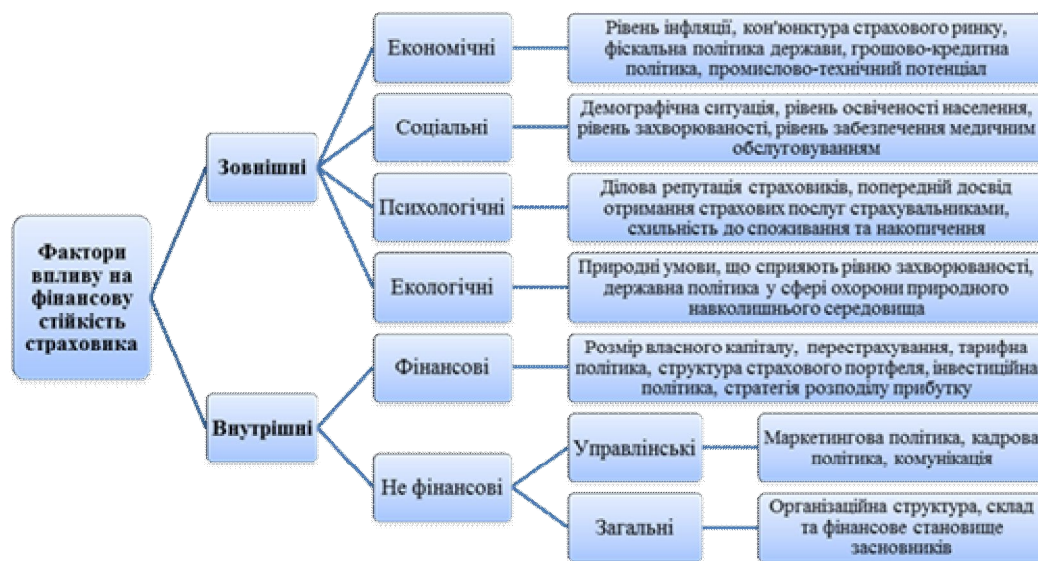 Фактори
впливу на
фінансову
стійкість
страховика
Зовнішні
Економічні
Рівень інфляції, кон'юнктура страхового ринку,
фіскальна політика держави, грошово-кредитна
політика, промислово-технічний потенціал
Соціальні
Демографічна ситуація, рівень освіченості населення,
рівень захворюваності, рівень забезпечення медичним
обслуговуванням
Психологічні
Ділова репутація страховиків, попередній досвід
отримання страхових послуг страхувальниками,
схильність до споживання та накопичення
Екологічні
Природні умови, що сприяють рівню захворюваності,
державна політика у сфері охорони природного
навколишнього середовища
Внутрішні
Фінансові
Розмір власного капіталу, перестрахування, тарифна
політика, структура страхового портфеля, інвестиційна
політика, стратегія розподілу прибутку
Не фінансові
Управлінські
Маркетингова політика, кадрова
політика, комунікація
Загальні
Організаційна структура, склад
та фінансове становище
засновників